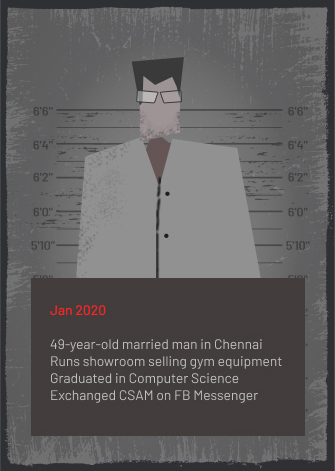 6'6" 6'6"
6'4" 6'4"
6'2" 6'2"
6'0" 6'0"
5'10" 5'10"
Jan 2020
49-year-old married man in Chennai
Runs showroom selling gym equipment
Graduated in Computer Science
Exchanged CSAM on FB Messenger